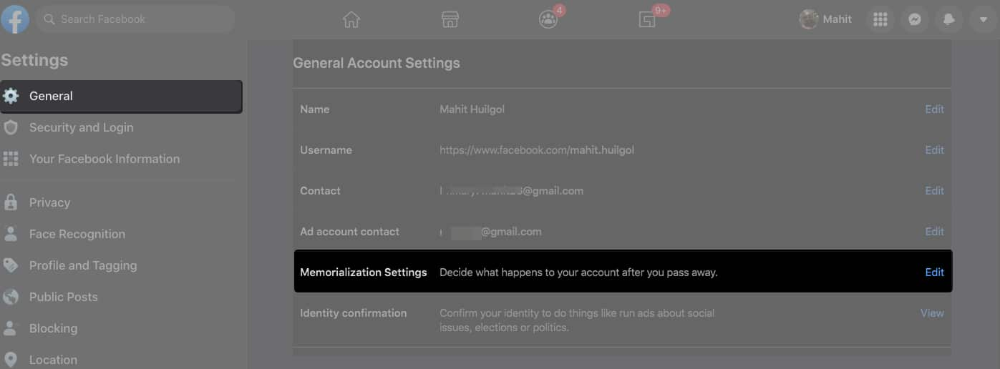 Search Facebook
4
9+
Mahit
Settings
General
Security and Login
Your Facebook Information
Privacy
Face Recognition
Profile and Tagging
Public Posts
Blocking
Location
General Account Settings
Name Mahit Huilgol Edit
Username https://www.facebook.com/mahit.huilgol Edit
Contact @gmail.com Edit
Ad account contact @gmail.com Edit
Memorialization Settings Decide what happens to your account after you pass away. Edit
Identity confirmation Confirm your identity to do things like run ads about social View
issues, elections or politics.